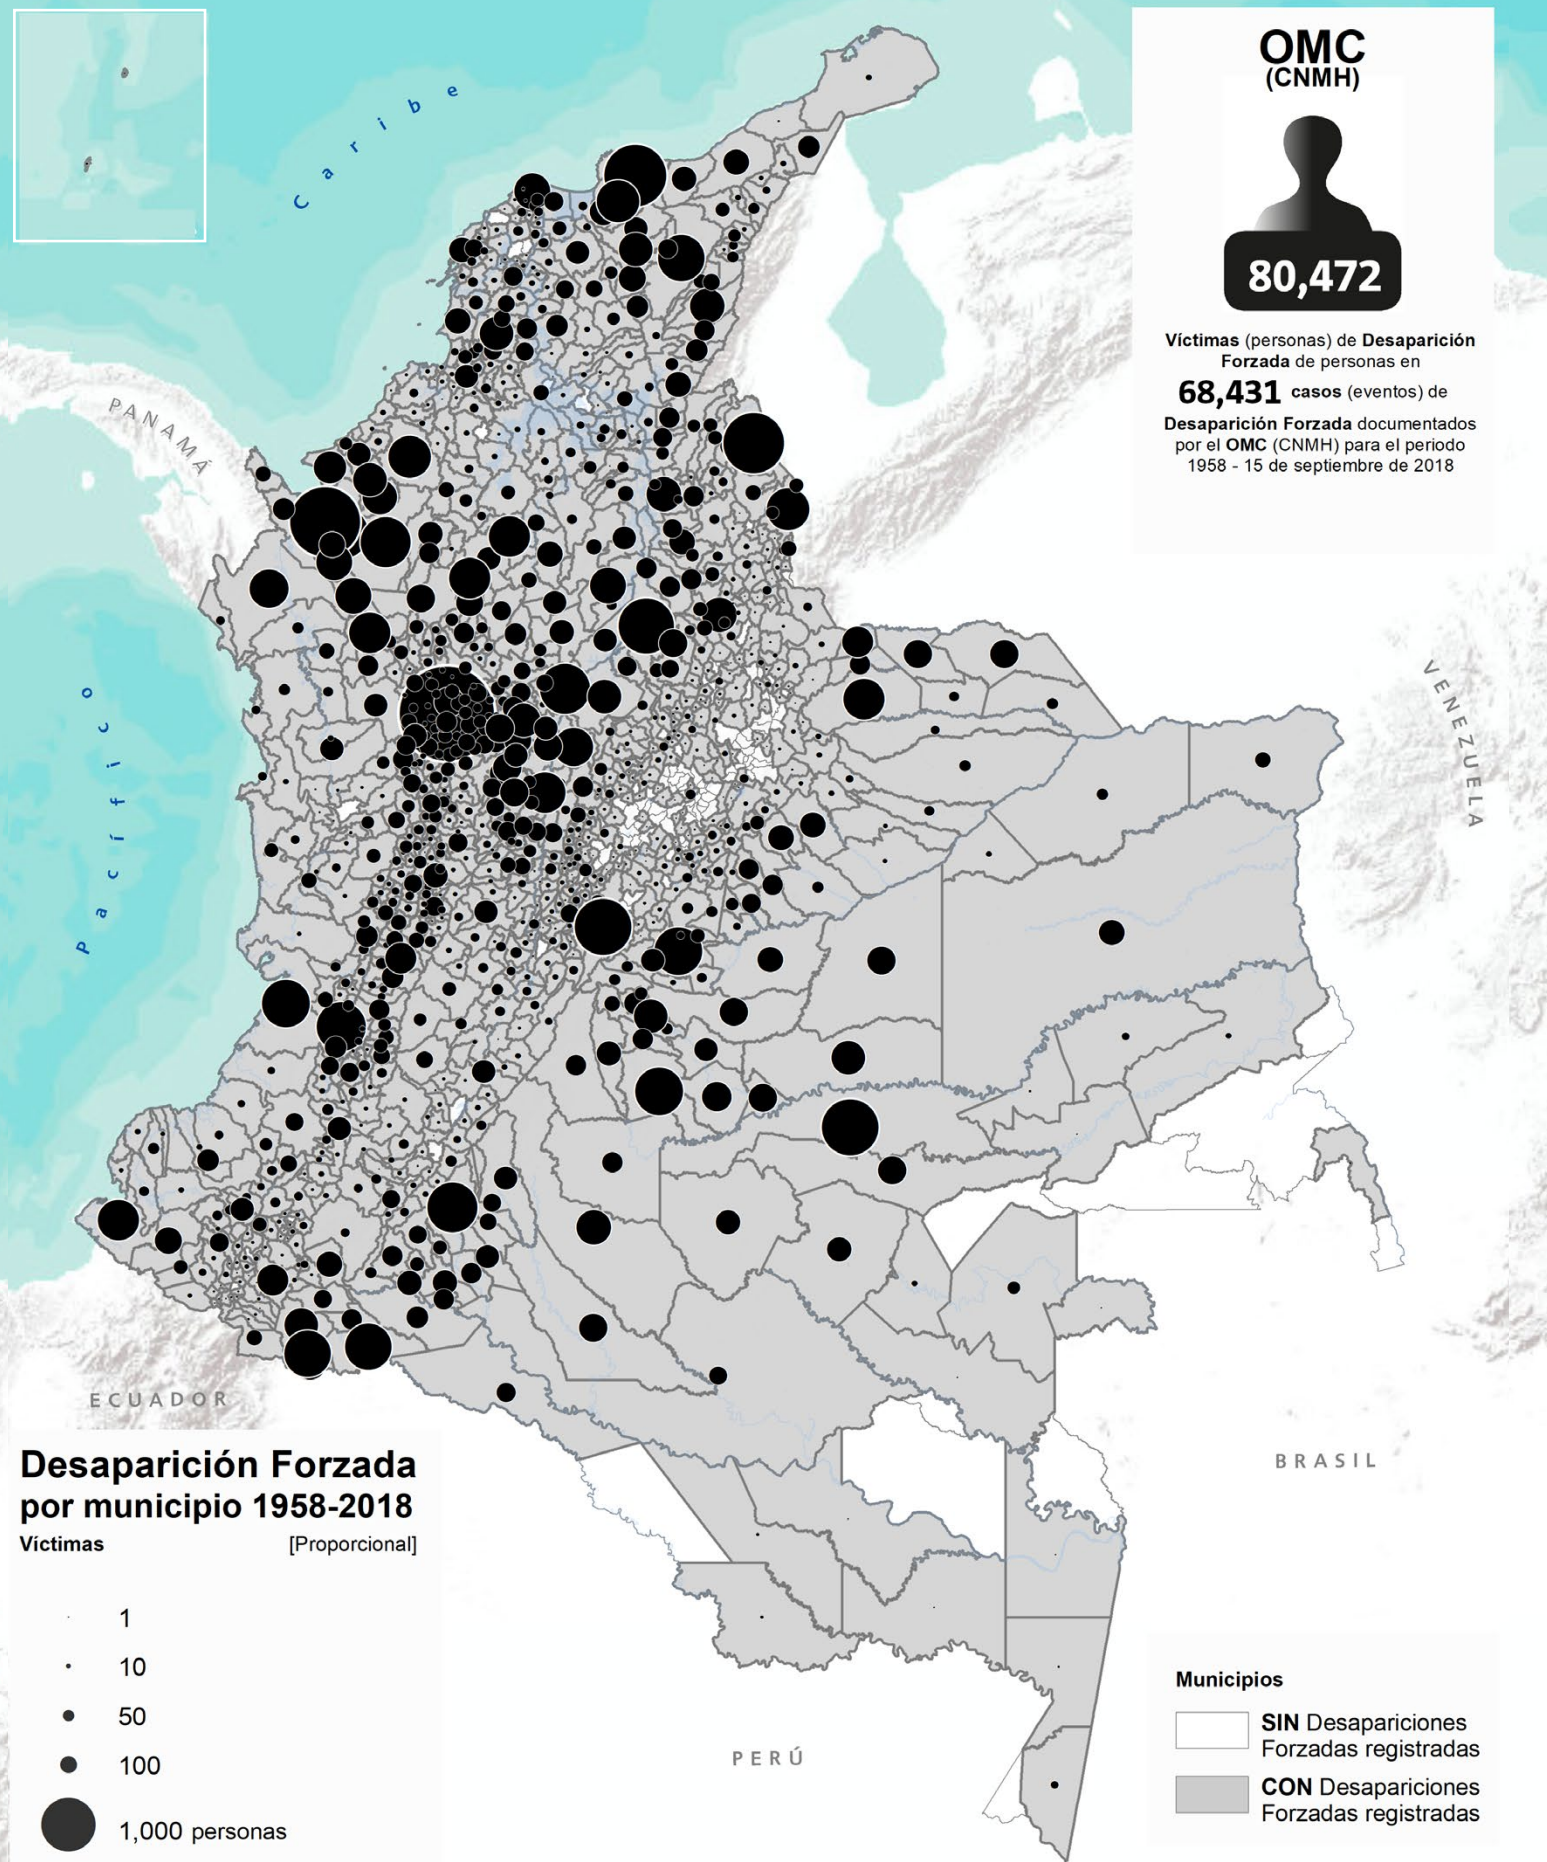 Caribe
OMC
(CNMH)
80,472
Víctimas (personas) de Desaparición
Forzada de personas en
68,431 casos (eventos) de
Desaparición Forzada documentados
por el OMC (CNMH) para el periodo
1958 - 15 de septiembre de 2018
PANAMÁ
Pacífico
VENEZUELA
ECUADOR
BRASIL
PERÚ
Desaparición Forzada
por municipio 1958-2018
Víctimas [Proporcional]
1
10
50
100
1,000 personas
Municipios
SIN Desapariciones
Forzadas registradas
CON Desapariciones
Forzadas registradas